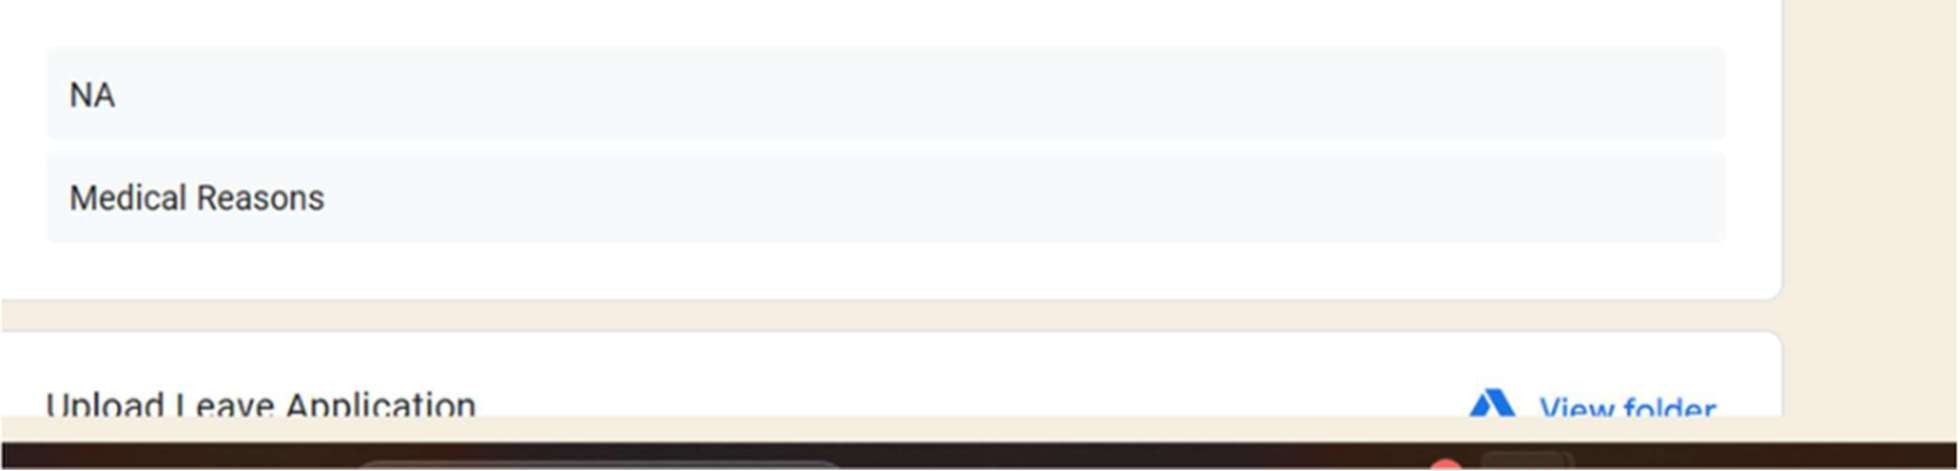 NA
Medical Reasons
Upload Leave Application
View folder